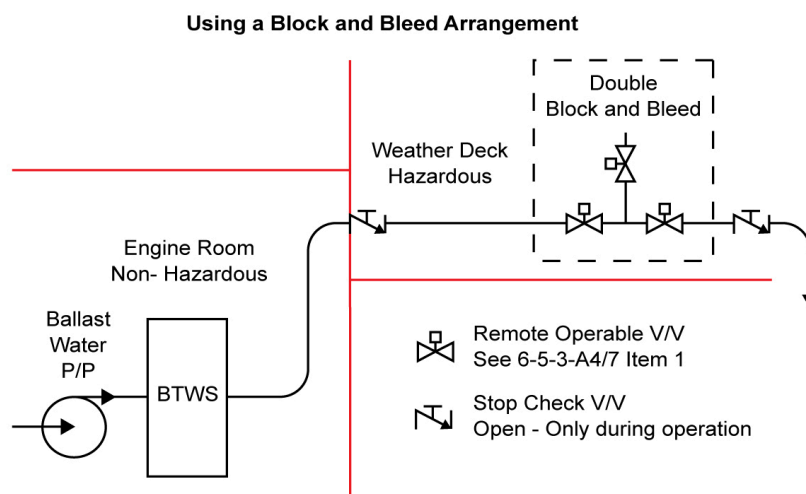 Using a Block and Bleed Arrangement
Double
Block and Bleed
Weather Deck
Hazardous
Engine Room
Non- Hazardous
Ballast
Water
P/P
BTWS
Remote Operable V/V
See 6-5-3-A4/7 Item 1
Stop Check V/V
Open - Only during operation